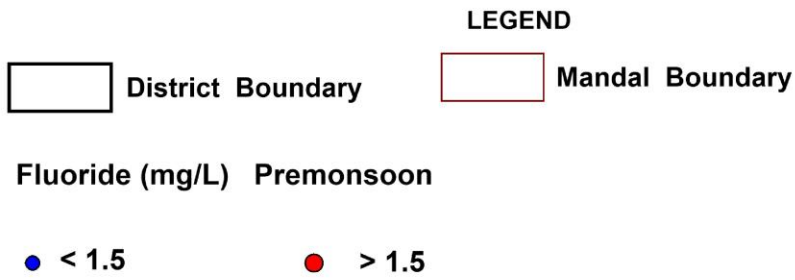 LEGEND
District Boundary
Mandal Boundary
Fluoride (mg/L) Premonsoon
< 1.5
> 1.5